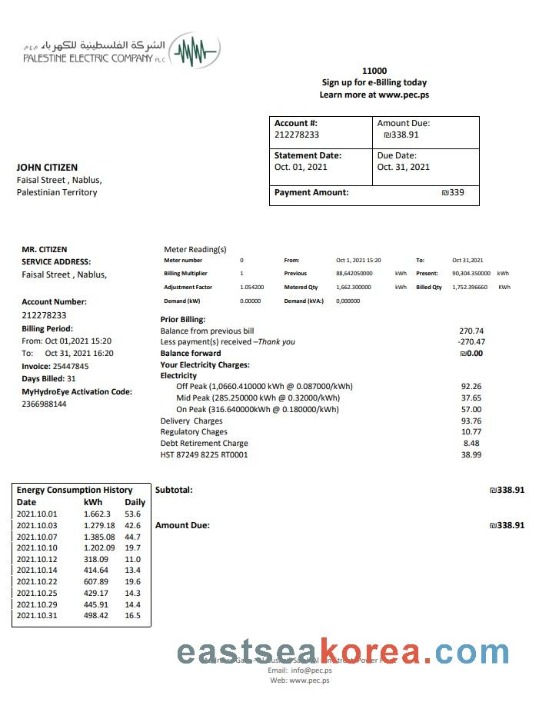 الشركة الفلسطينية للكهرباء م.ع.م
PALESTINE ELECTRIC COMPANY PLC
11000
Sign up for e-Billing today
Learn more at www.pec.ps
Account #:
212278233
Amount Due:
₪338.91
Statement Date:
Oct. 01, 2021
Due Date:
Oct. 31, 2021
Payment Amount: ₪339
JOHN CITIZEN
Faisal Street , Nablus,
Palestinian Territory
MR. CITIZEN
SERVICE ADDRESS:
Faisal Street , Nablus,
Account Number:
212278233
Billing Period:
From: Oct 01,2021 15:20
To: Oct 31, 2021 16:20
Invoice: 25447845
Days Billed: 31
MyHydroEye Activation Code:
2366988144
Meter Reading(s)
Meter number 0 From: Oct 1, 2021 15:20 To: Oct 31,2021
Billing Multiplier 1 Previous 88,642050000 kWh Present: 90,304.350000 kWh
Adjustment Factor 1.054200 Metered Qty 1,662.300000 kWh Billed Qty 1,752.396660 KWh
Demand (kW) 0.00000 Demand (kVA:) 0,000000
Prior Billing:
Balance from previous bill 270.74
Less payment(s) received –Thank you -270.47
Balance forward ₪0.00
Your Electricity Charges:
Electricity
Off Peak (1,0660.410000 kWh @ 0.087000/kWh) 92.26
Mid Peak (285.250000 kWh @ 0.32000/kWh) 37.65
On Peak (316.640000kWh @ 0.180000/kWh) 57.00
Delivery Charges 93.76
Regulatory Chages 10.77
Debt Retirement Charge 8.48
HST 87249 8225 RT0001 38.99
Energy Consumption History
Date kWh Daily
2021.10.01 1.662.3 53.6
2021.10.03 1.279.18 42.6
2021.10.07 1.385.08 44.7
2021.10.10 1.202.09 19.7
2021.10.12 318.09 11.0
2021.10.14 414.64 13.4
2021.10.22 607.89 19.6
2021.10.25 429.17 14.3
2021.10.29 445.91 14.4
2021.10.31 498.42 16.5
Subtotal: ₪338.91
Amount Due: ₪338.91
eastseakorea.com
Email: info@pec.ps
Web: www.pec.ps